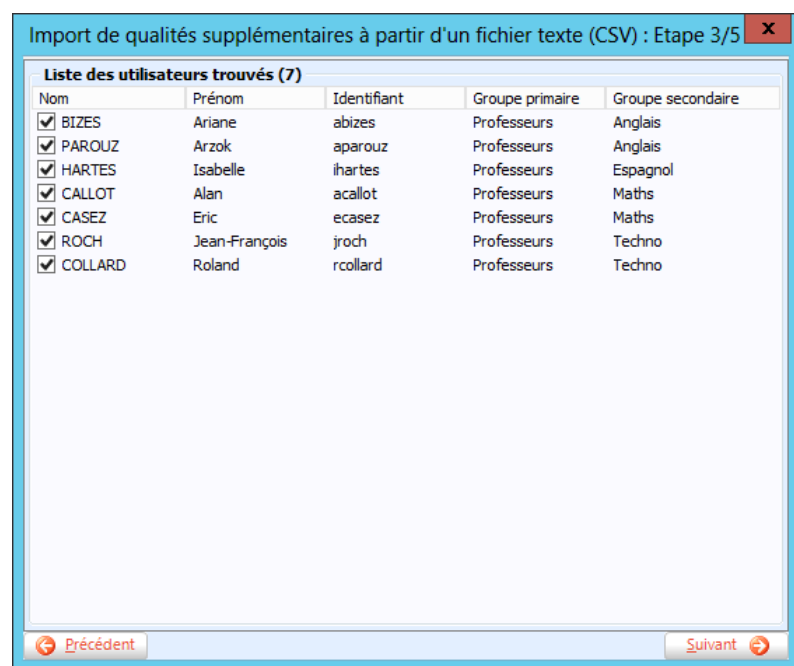 Import de qualités supplémentaires à partir d'un fichier texte (CSV) : Etape 3/5 x
Liste des utilisateurs trouvés (7)
Nom Prénom Identifiant Groupe primaire Groupe secondaire
BIZES Ariane abizes Professeurs Anglais
PAROUZ Arzok aparouz Professeurs Anglais
HARTES Isabelle ihartes Professeurs Espagnol
CALLOT Alan acallot Professeurs Maths
CASEZ Eric ecasez Professeurs Maths
ROCH Jean-François jroch Professeurs Techno
COLLARD Roland rcollard Professeurs Techno
Précédent Suivant